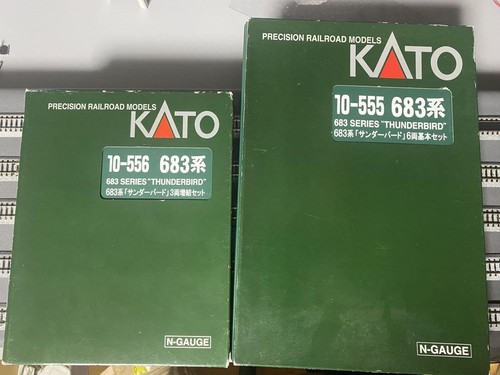 PRECISION RAILROAD MODELS
KATO
10-556 683系
683 SERIES "THUNDERBIRD"
683系「サンダーバード」3両増結セット
N-GAUGE
PRECISION RAILROAD MODELS
KATO
10-555 683系
683 SERIES "THUNDERBIRD"
683系「サンダーバード」6両基本セット
N-GAUGE